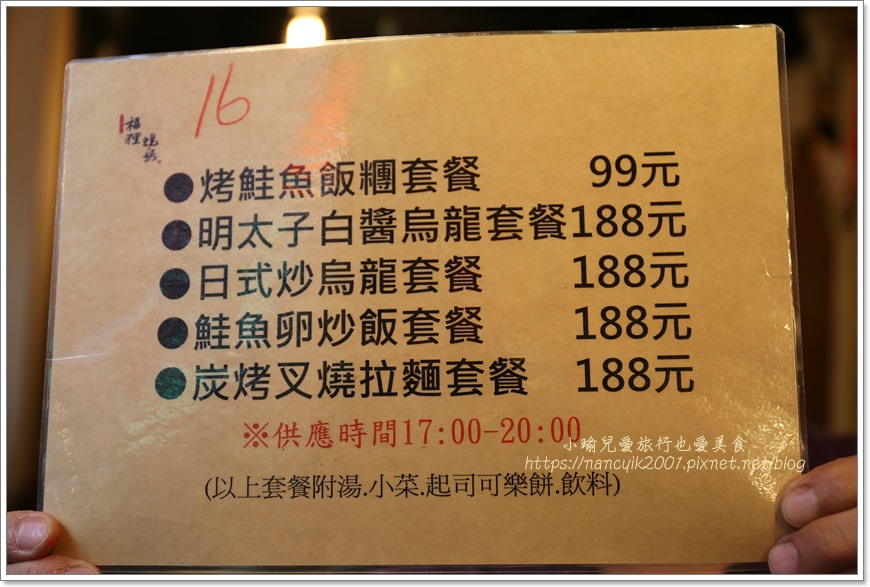 16
福狸
●烤鮭魚飯糰套餐 99元
●明太子白醬烏龍套餐188元
●日式炒烏龍套餐 188元
●鮭魚卵炒飯套餐 188元
●炭烤叉燒拉麵套餐 188元
※供應時間17:00-20:00
小瑜兒愛旅行也愛美食
https://nancyik2007.pixnet.net/blog
(以上套餐附湯.小菜.起司可樂餅.飲料)